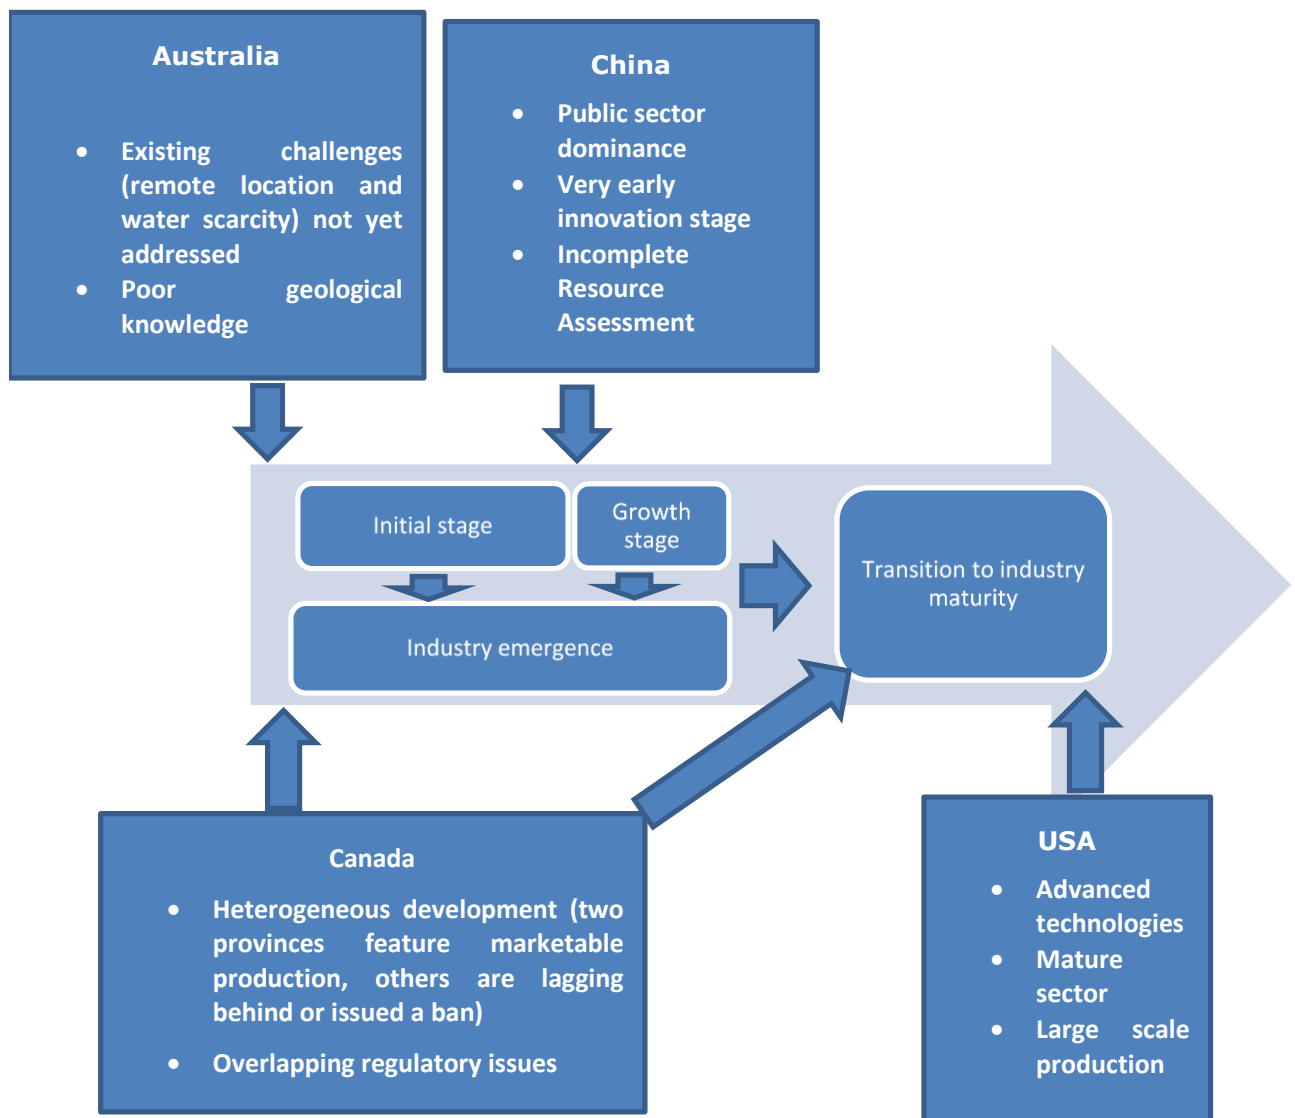 Australia
• Existing challenges
(remote location and
water scarcity) not yet
addressed
• Poor geological
knowledge
China
• Public sector
dominance
• Very early
innovation stage
• Incomplete
Resource
Assessment
Initial stage
Growth
stage
Industry emergence
Transition to industry
maturity
Canada
• Heterogeneous development (two
provinces feature marketable
production, others are lagging
behind or issued a ban)
• Overlapping regulatory issues
USA
• Advanced
technologies
• Mature
sector
• Large scale
production